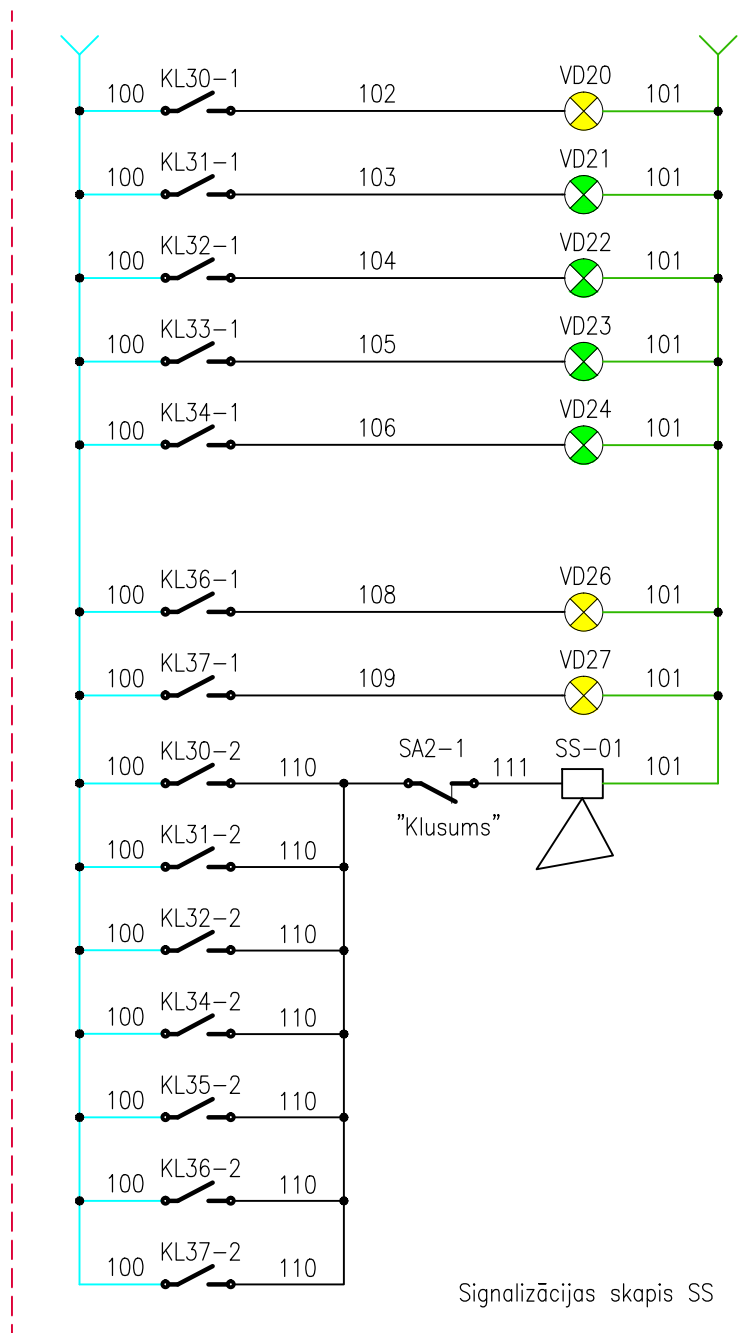 KL30-1 VD20
100 102 101
KL31-1 VD21
100 103 101
KL32-1 VD22
100 104 101
KL33-1 VD23
100 105 101
KL34-1 VD24
100 106 101
KL36-1 VD26
100 108 101
KL37-1 VD27
100 109 101
KL30-2 SA2-1 SS-01
100 110 111 101
"Klusums"
KL31-2
100 110
KL32-2
100 110
KL34-2
100 110
KL35-2
100 110
KL36-2
100 110
KL37-2
100 110
Signalizācijas skapis SS